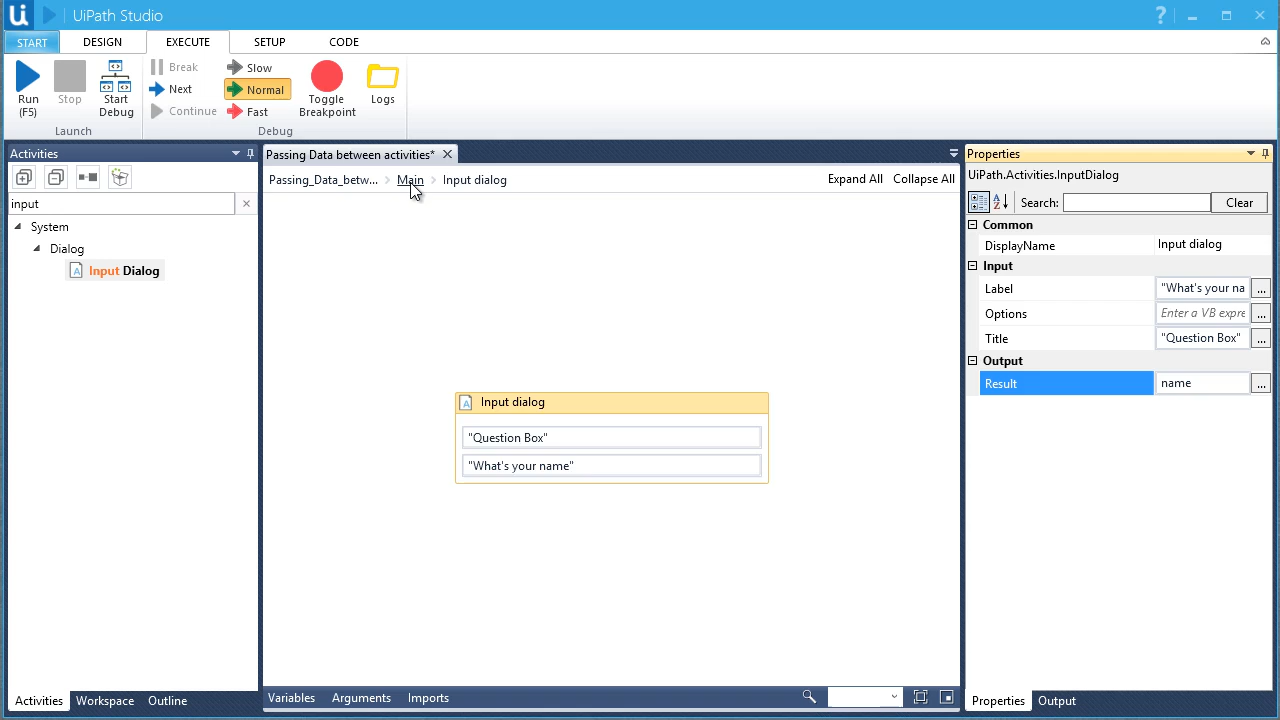 Ui UiPath Studio
START DESIGN EXECUTE SETUP CODE
Run (F5)
Stop
Start Debug
Launch
Break
Next
Continue
Slow
Normal
Fast
Toggle Breakpoint
Logs
Debug
Activities
input
System
Dialog
Input Dialog
Activities Workspace Outline
Passing Data between activities*
Passing_Data_betw... Main Input dialog Expand All Collapse All
Input dialog
"Question Box"
"What's your name"
Variables Arguments Imports
Properties
UiPath.Activities.InputDialog
Search: Clear
Common
DisplayName Input dialog
Input
Label "What's your na ...
Options Enter a VB expre ...
Title "Question Box" ...
Output
Result name ...
Properties Output